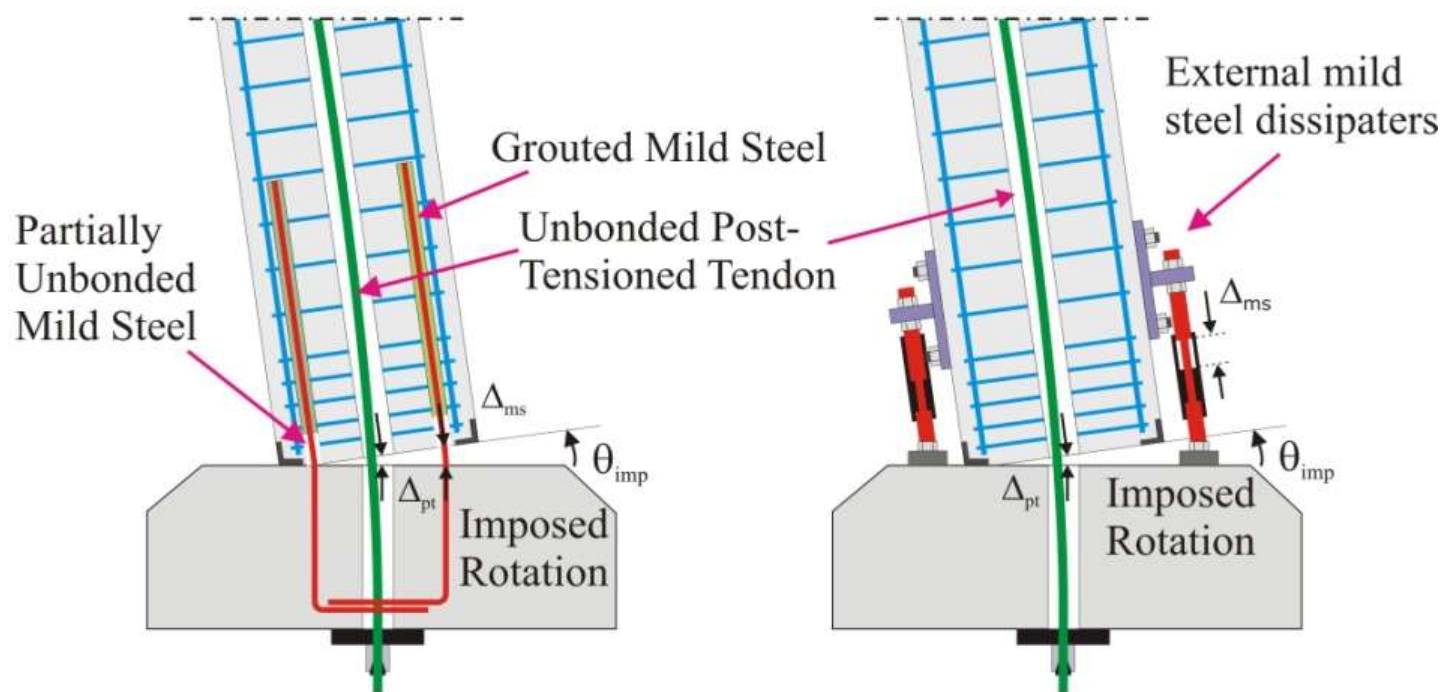 Partially
Unbonded
Mild Steel
Grouted Mild Steel
Unbonded Post-
Tensioned Tendon
Δms
θimp
Δpt
Imposed
Rotation
External mild
steel dissipaters
Δms
θimp
Δpt
Imposed
Rotation